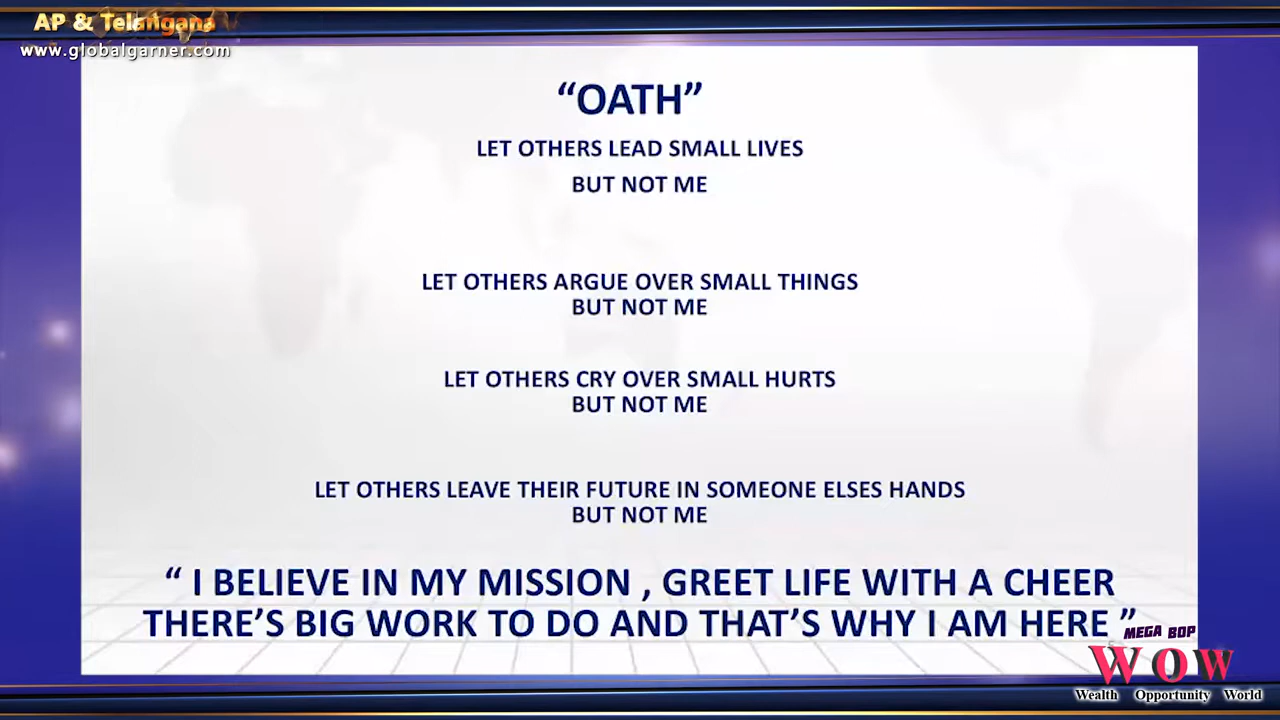 AP & Telangana
www.globalgarner.com
“OATH”
LET OTHERS LEAD SMALL LIVES
BUT NOT ME
LET OTHERS ARGUE OVER SMALL THINGS
BUT NOT ME
LET OTHERS CRY OVER SMALL HURTS
BUT NOT ME
LET OTHERS LEAVE THEIR FUTURE IN SOMEONE ELSES HANDS
BUT NOT ME
“ I BELIEVE IN MY MISSION , GREET LIFE WITH A CHEER
THERE’S BIG WORK TO DO AND THAT’S WHY I AM HERE ”
MEGA BOP
WOW
Wealth Opportunity World